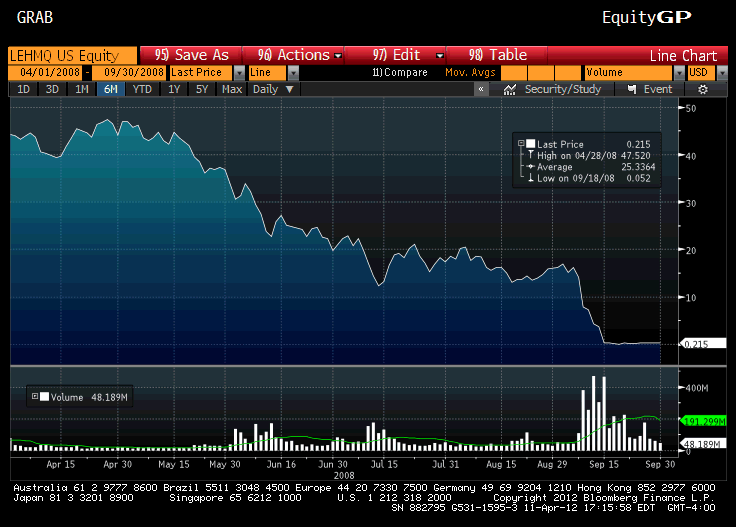 GRAB EquityGP
LEHMQ US Equity 95) Save As 96) Actions 97) Edit 98) Table Line Chart
04/01/2008 - 09/30/2008 Last Price Line 11) Compare Mov. Avgs Volume USD
1D 3D 1M 6M YTD 1Y 5Y Max Daily « Security/Study Event
50
Last Price 0.215
High on 04/28/08 47.520
Average 25.3364
Low on 09/18/08 0.052
40
30
20
10
0.215
Volume 48.189M
400M
191.299M
48.189M
0
Apr 15 Apr 30 May 15 May 30 Jun 16 Jun 30 Jul 15 Jul 31 Aug 15 Aug 29 Sep 15 Sep 30
2008
Australia 61 2 9777 8600 Brazil 5511 3048 4500 Europe 44 20 7330 7500 Germany 49 69 9204 1210 Hong Kong 852 2977 6000
Japan 81 3 3201 8900 Singapore 65 6212 1000 U.S. 1 212 318 2000 Copyright 2012 Bloomberg Finance L.P.
SN 882795 G531-1595-3 11-Apr-12 17:15:58 EDT GMT-4:00